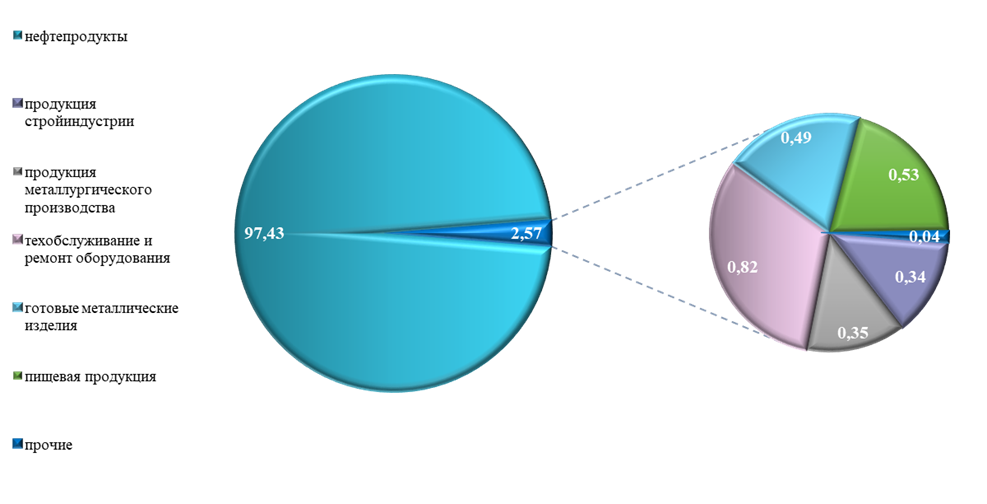 нефтепродукты
продукция
стройиндустрии
продукция
металлургического
производства
техобслуживание и
ремонт оборудования
готовые металлические
изделия
пищевая продукция
прочие
97,43
2,57
0,49
0,53
0,04
0,34
0,35
0,82